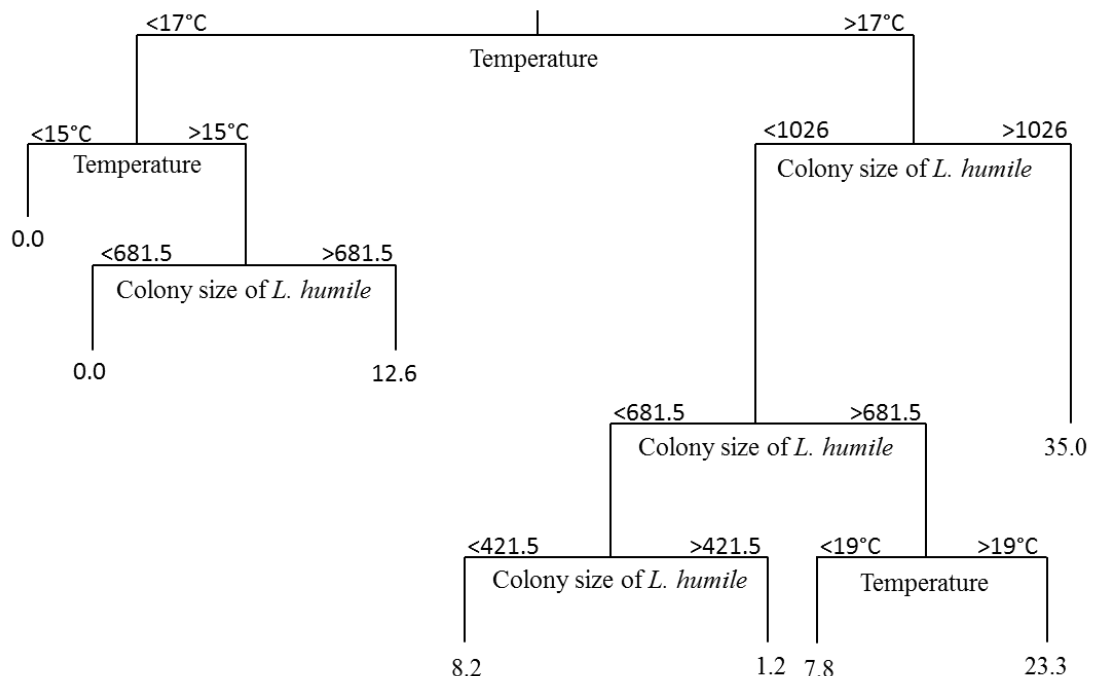 <17°C
>17°C
Temperature
<15°C
>15°C
<1026
>1026
Temperature
Colony size of L. humile
0.0
<681.5
>681.5
Colony size of L. humile
0.0
12.6
<681.5
>681.5
Colony size of L. humile
35.0
<421.5
>421.5
<19°C
>19°C
Colony size of L. humile
Temperature
8.2
1.2
7.8
23.3